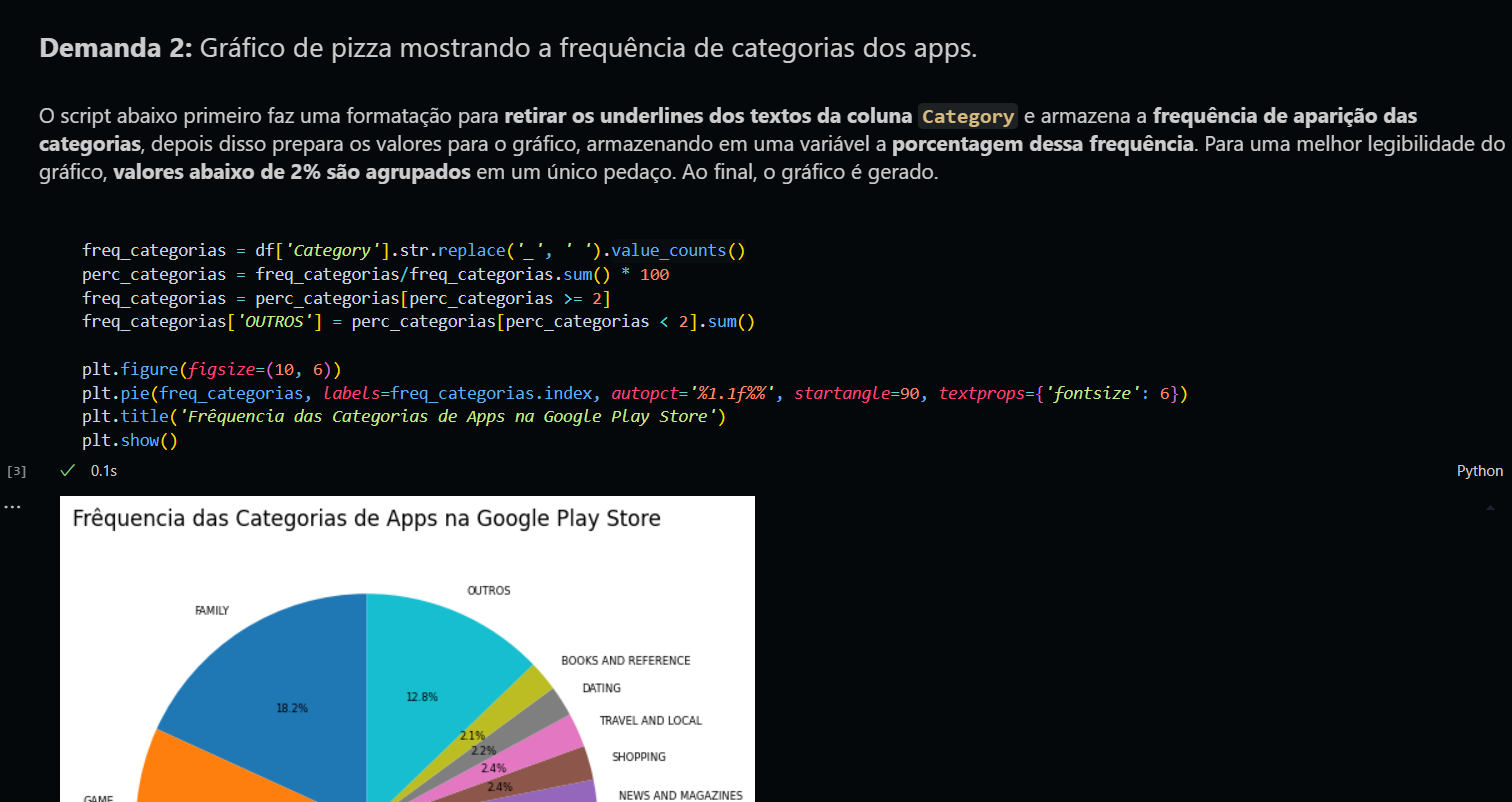 Demanda 2: Gráfico de pizza mostrando a frequência de categorias dos apps.
O script abaixo primeiro faz uma formatação para retirar os underlines dos textos da coluna Category e armazena a frequência de aparição das
categorias, depois disso prepara os valores para o gráfico, armazenando em uma variável a porcentagem dessa frequência. Para uma melhor legibilidade do
gráfico, valores abaixo de 2% são agrupados em um único pedaço. Ao final, o gráfico é gerado.
freq_categorias = df['Category'].str.replace('_', ' ').value_counts()
perc_categorias = freq_categorias/freq_categorias.sum() * 100
freq_categorias = perc_categorias[perc_categorias >= 2]
freq_categorias['OUTROS'] = perc_categorias[perc_categorias < 2].sum()
plt.figure(figsize=(10, 6))
plt.pie(freq_categorias, labels=freq_categorias.index, autopct='%1.1f%%', startangle=90, textprops={'fontsize': 6})
plt.title('Frêquencia das Categorias de Apps na Google Play Store')
plt.show()
[3] 0.1s Python
...
Frêquencia das Categorias de Apps na Google Play Store
OUTROS
FAMILY
BOOKS AND REFERENCE
DATING
12.8%
18.2%
TRAVEL AND LOCAL
2.1%
2.2%
SHOPPING
2.4%
2.4%
NEWS AND MAGAZINES
GAME